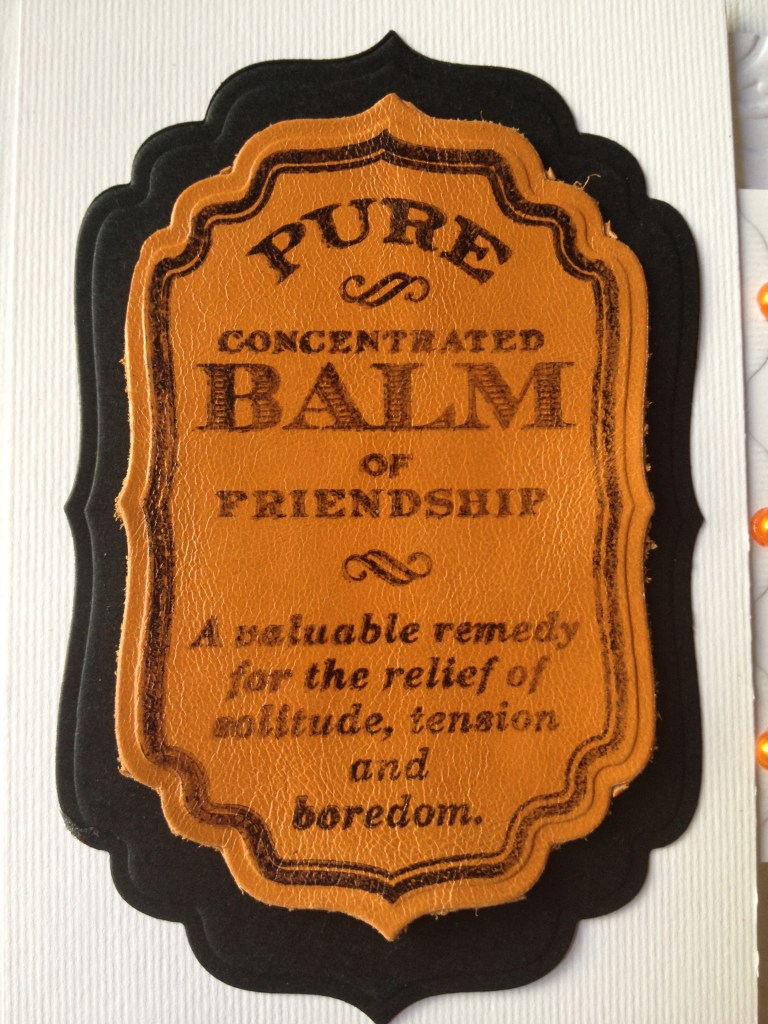 PURE
CONCENTRATED
BALM
OF
FRIENDSHIP
A valuable remedy
for the relief of
solitude, tension
and
boredom.